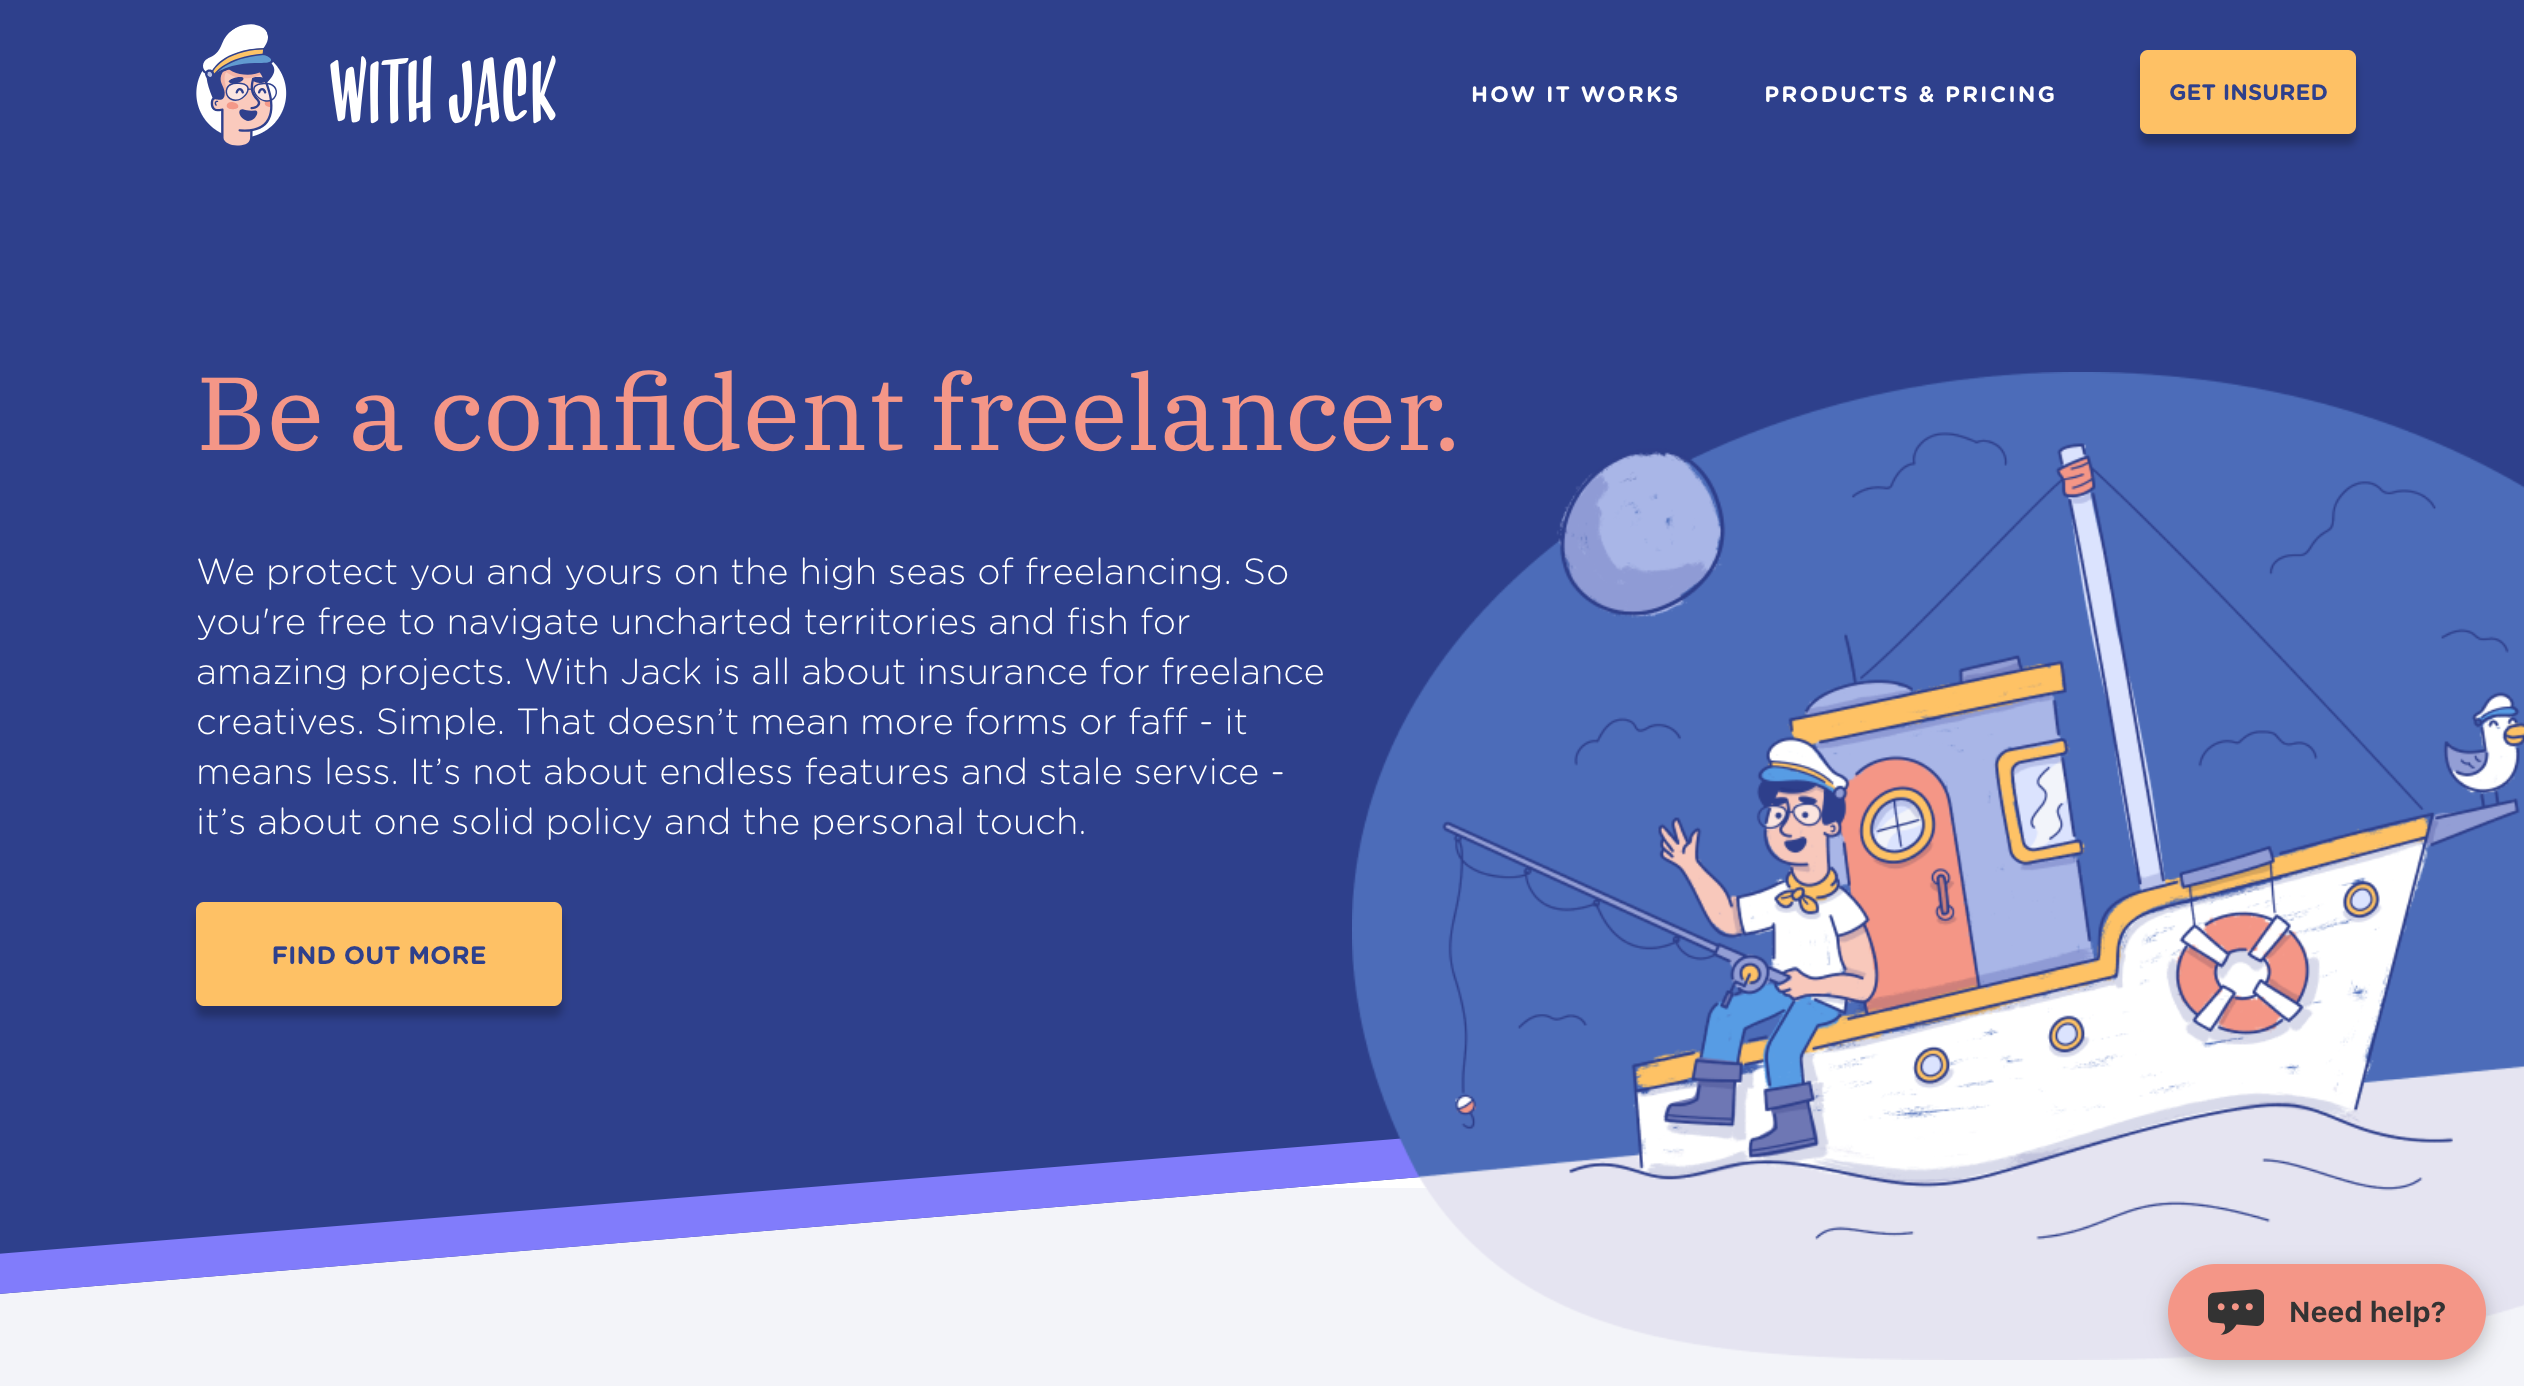 WITH JACK
HOW IT WORKS
PRODUCTS & PRICING
GET INSURED
Be a confident freelancer.
We protect you and yours on the high seas of freelancing. So
you're free to navigate uncharted territories and fish for
amazing projects. With Jack is all about insurance for freelance
creatives. Simple. That doesn’t mean more forms or faff - it
means less. It’s not about endless features and stale service -
it’s about one solid policy and the personal touch.
FIND OUT MORE
Need help?